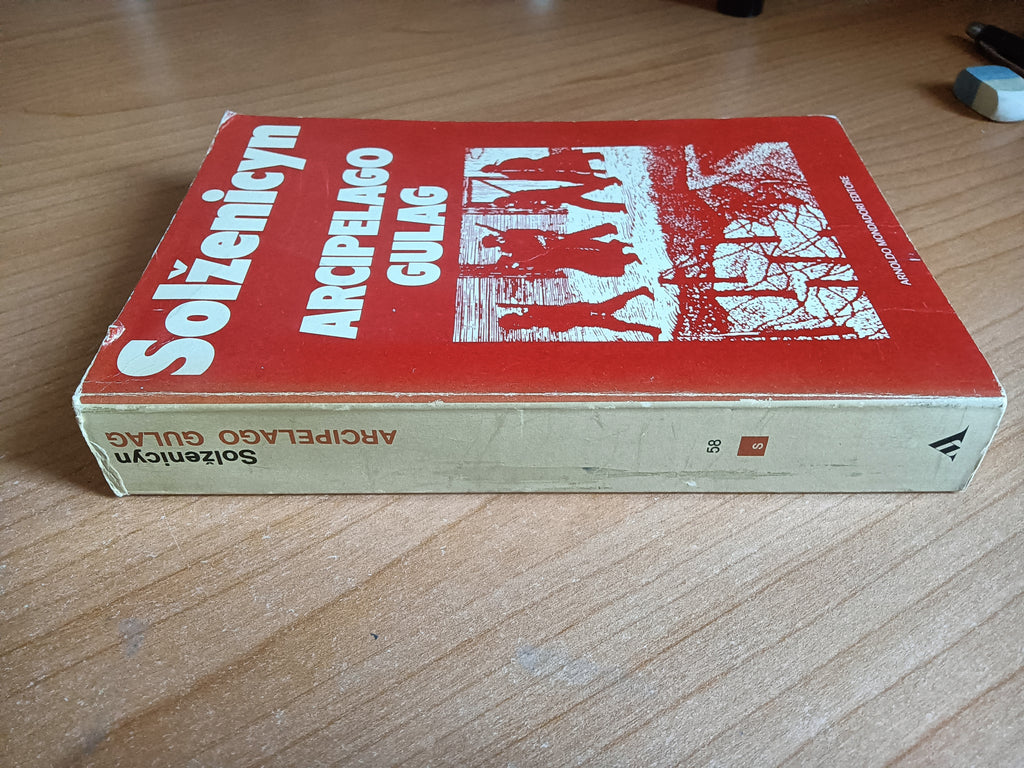 Solženicyn
ARCIPELAGO
GULAG
ARNOLDO MONDADORI EDITORE
Solženicyn
ARCIPELAGO GULAG
58
S